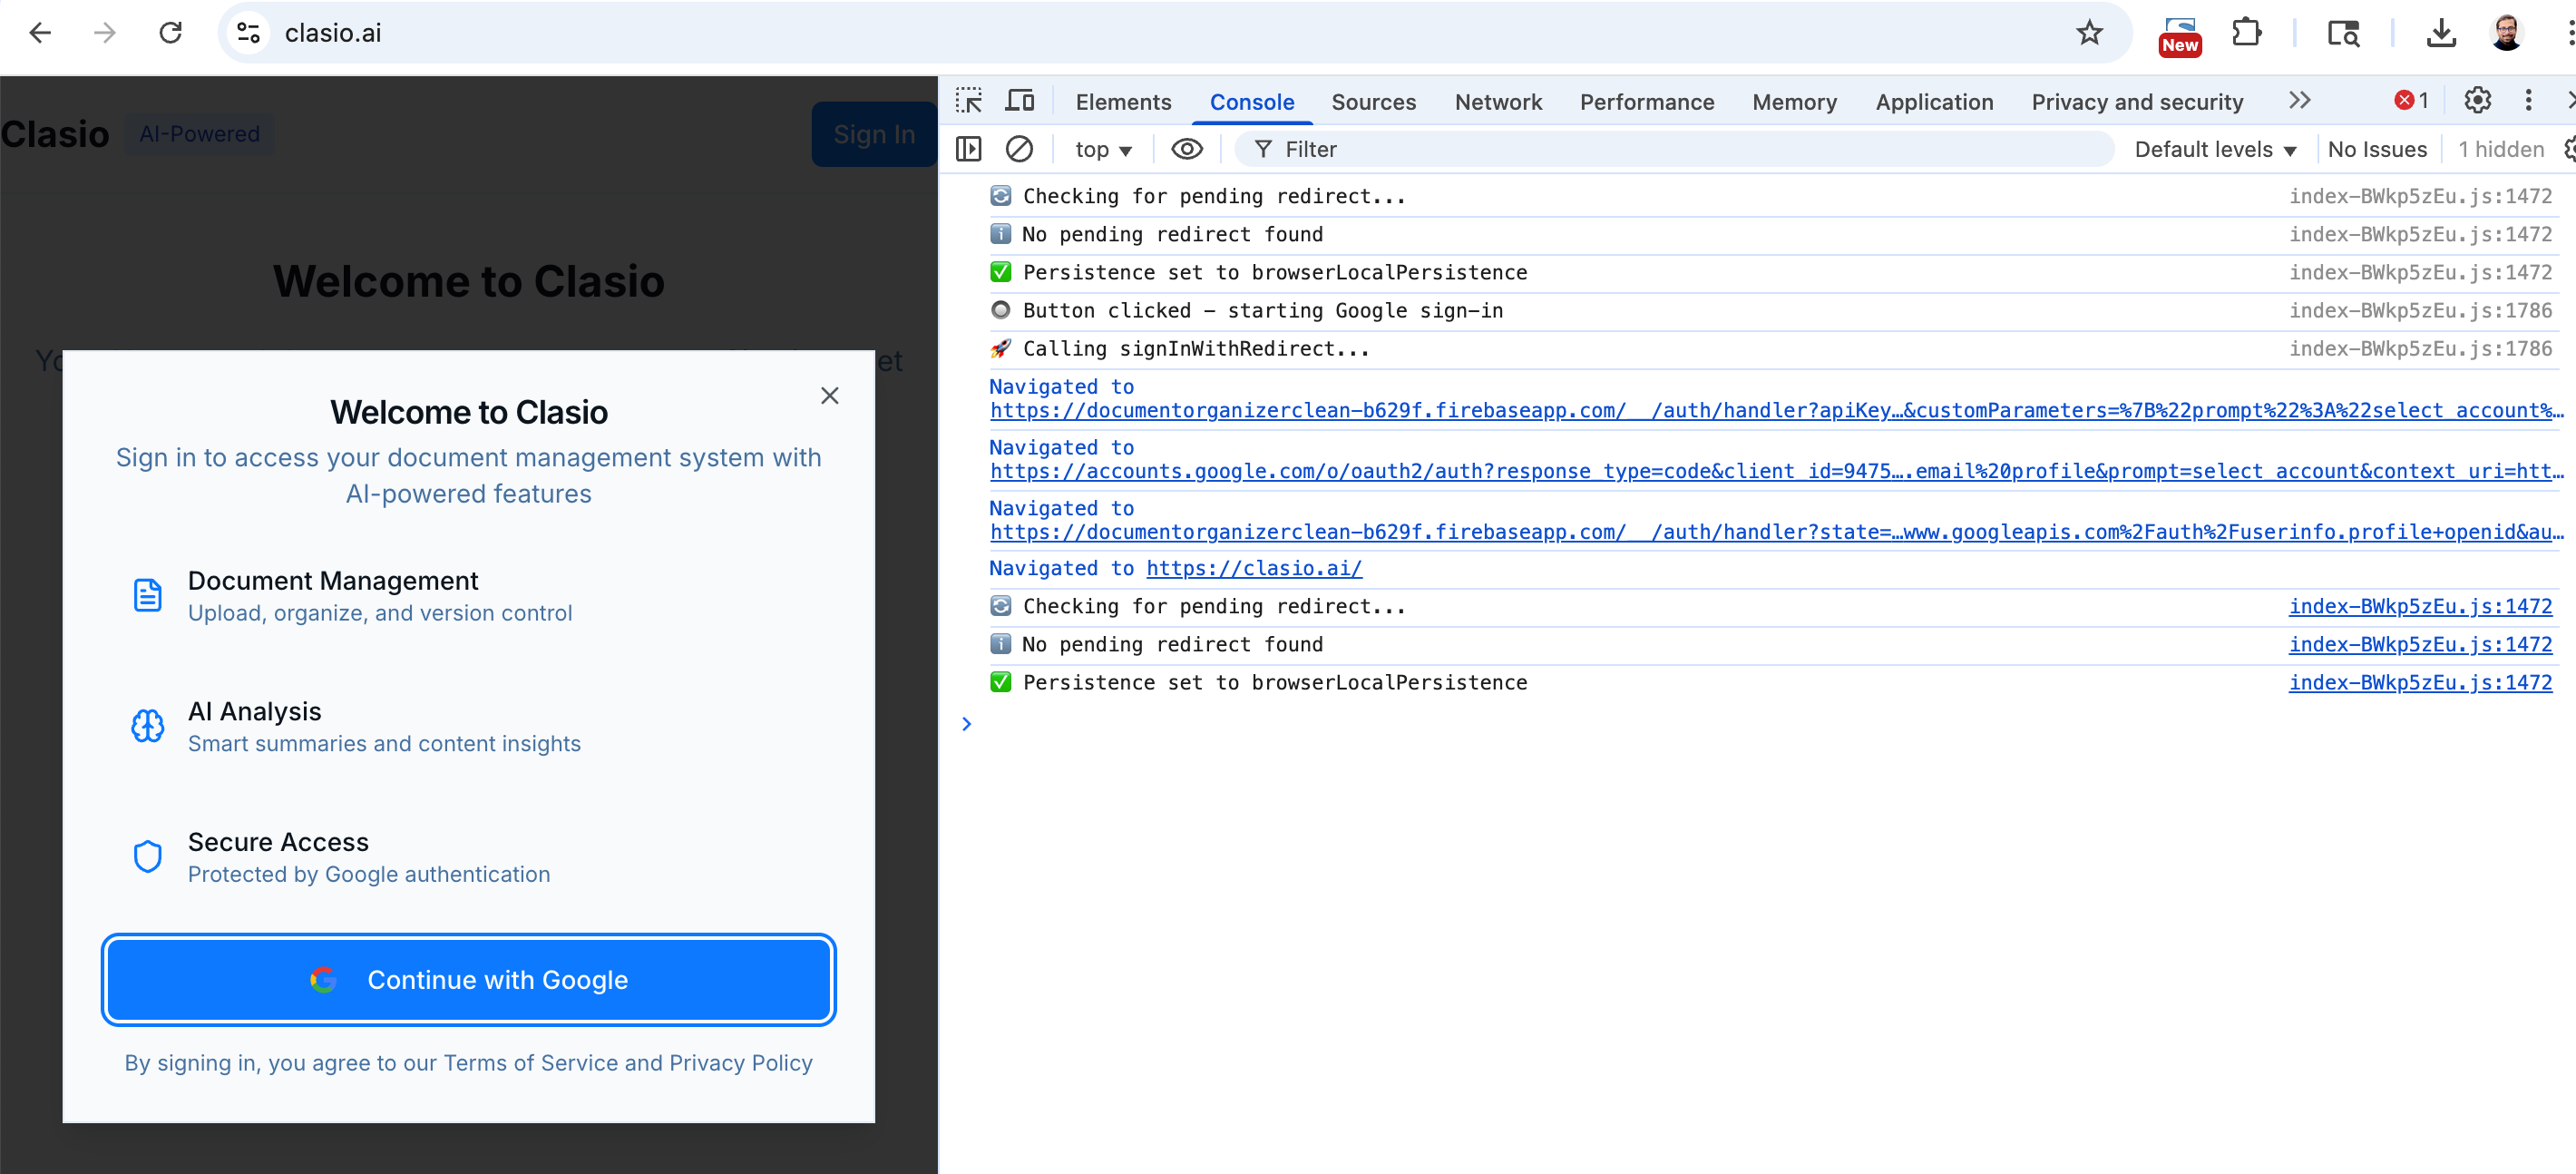 clasio.ai
New
Clasio
AI-Powered
Sign In
Welcome to Clasio
Yo
et
Welcome to Clasio
Sign in to access your document management system with
AI-powered features
Document Management
Upload, organize, and version control
AI Analysis
Smart summaries and content insights
Secure Access
Protected by Google authentication
Continue with Google
By signing in, you agree to our Terms of Service and Privacy Policy
Elements Console Sources Network Performance Memory Application Privacy and security 1
top Filter Default levels No Issues 1 hidden
Checking for pending redirect... index-BWkp5zEu.js:1472
No pending redirect found index-BWkp5zEu.js:1472
Persistence set to browserLocalPersistence index-BWkp5zEu.js:1472
Button clicked – starting Google sign-in index-BWkp5zEu.js:1786
Calling signInWithRedirect... index-BWkp5zEu.js:1786
Navigated to
https://documentorganizerclean-b629f.firebaseapp.com/__/auth/handler?apiKey…&customParameters=%7B%22prompt%22%3A%22select_account%…
Navigated to
https://accounts.google.com/o/oauth2/auth?response_type=code&client_id=9475….email%20profile&prompt=select_account&context_uri=htt…
Navigated to
https://documentorganizerclean-b629f.firebaseapp.com/__/auth/handler?state=…www.googleapis.com%2Fauth%2Fuserinfo.profile+openid&au…
Navigated to https://clasio.ai/
Checking for pending redirect... index-BWkp5zEu.js:1472
No pending redirect found index-BWkp5zEu.js:1472
Persistence set to browserLocalPersistence index-BWkp5zEu.js:1472